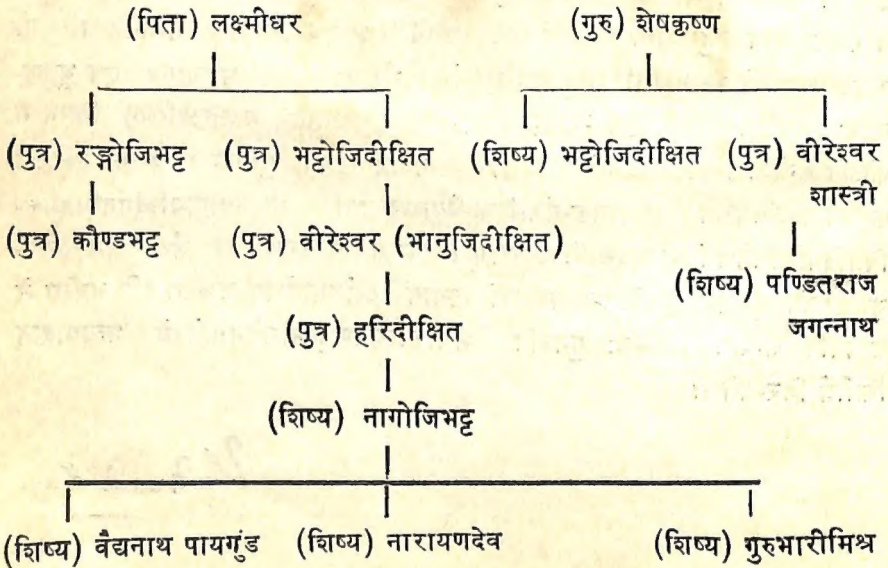 (पिता) लक्ष्मीधर (गुरु) शेषकृष्ण
(पुत्र) रङ्गोजिभट्ट (पुत्र) भट्टोजिदीक्षित (शिष्य) भट्टोजिदीक्षित (पुत्र) वीरेश्वर
शास्त्री
(पुत्र) कौण्डभट्ट (पुत्र) वीरेश्वर (भानुजिदीक्षित)
(शिष्य) पण्डितराज
(पुत्र) हरिदीक्षित जगन्नाथ
(शिष्य) नागोजिभट्ट
(शिष्य) वैद्यनाथ पायगुंड (शिष्य) नारायणदेव (शिष्य) गुरुभारीमिश्र